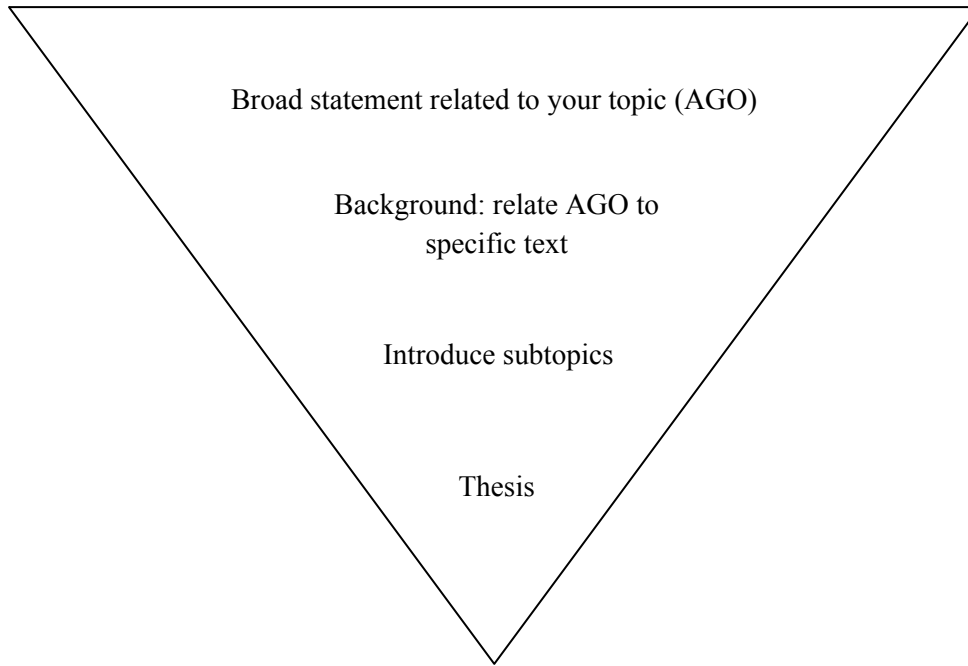 Broad statement related to your topic (AGO)
Background: relate AGO to
specific text
Introduce subtopics
Thesis